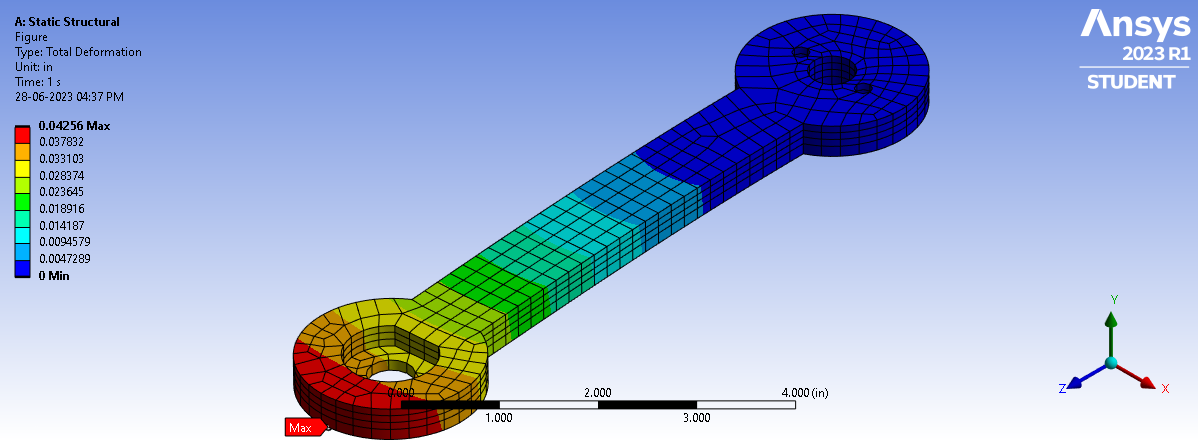 A: Static Structural
Figure
Type: Total Deformation
Unit: in
Time: 1 s
28-06-2023 04:37 PM
0.04256 Max
0.037832
0.033103
0.028374
0.023645
0.018916
0.014187
0.0094579
0.0047289
0 Min
Ansys
2023 R1
STUDENT
Max
0.000
2.000
4.000 (in)
1.000
3.000
Y
Z
X